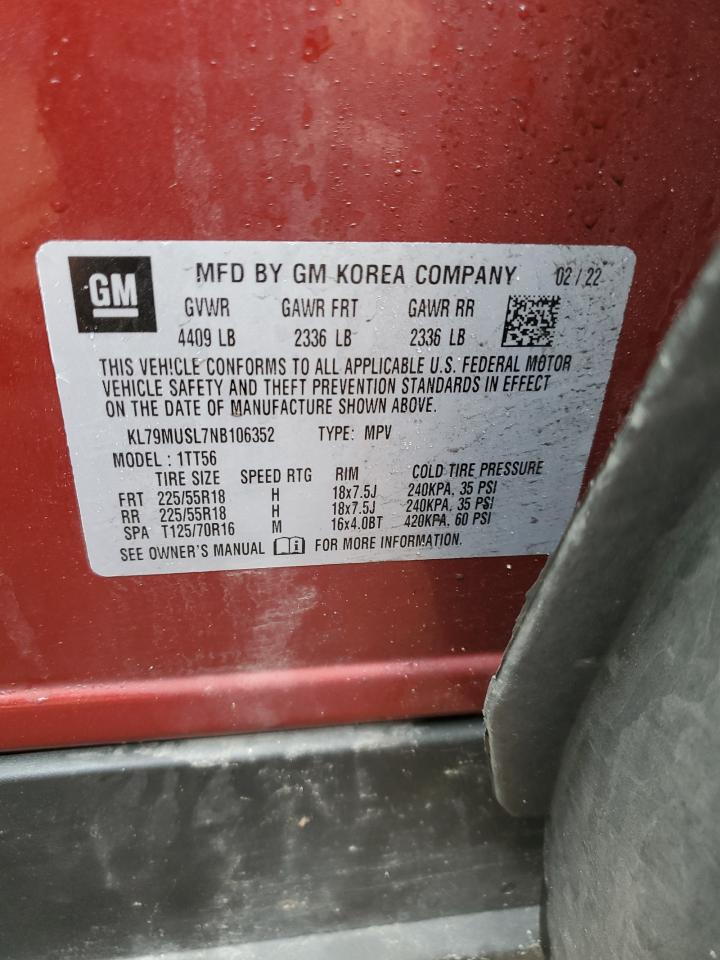 GM MFD BY GM KOREA COMPANY 02 / 22
GVWR GAWR FRT GAWR RR
4409 LB 2336 LB 2336 LB
THIS VEHICLE CONFORMS TO ALL APPLICABLE U.S. FEDERAL MOTOR
VEHICLE SAFETY AND THEFT PREVENTION STANDARDS IN EFFECT
ON THE DATE OF MANUFACTURE SHOWN ABOVE.
KL79MUSL7NB106352 TYPE: MPV
MODEL : 1TT56
TIRE SIZE SPEED RTG RIM COLD TIRE PRESSURE
FRT 225/55R18 H 18x7.5J 240KPA, 35 PSI
RR 225/55R18 H 18x7.5J 240KPA, 35 PSI
SPA T125/70R16 M 16x4.0BT 420KPA, 60 PSI
SEE OWNER'S MANUAL i FOR MORE INFORMATION.